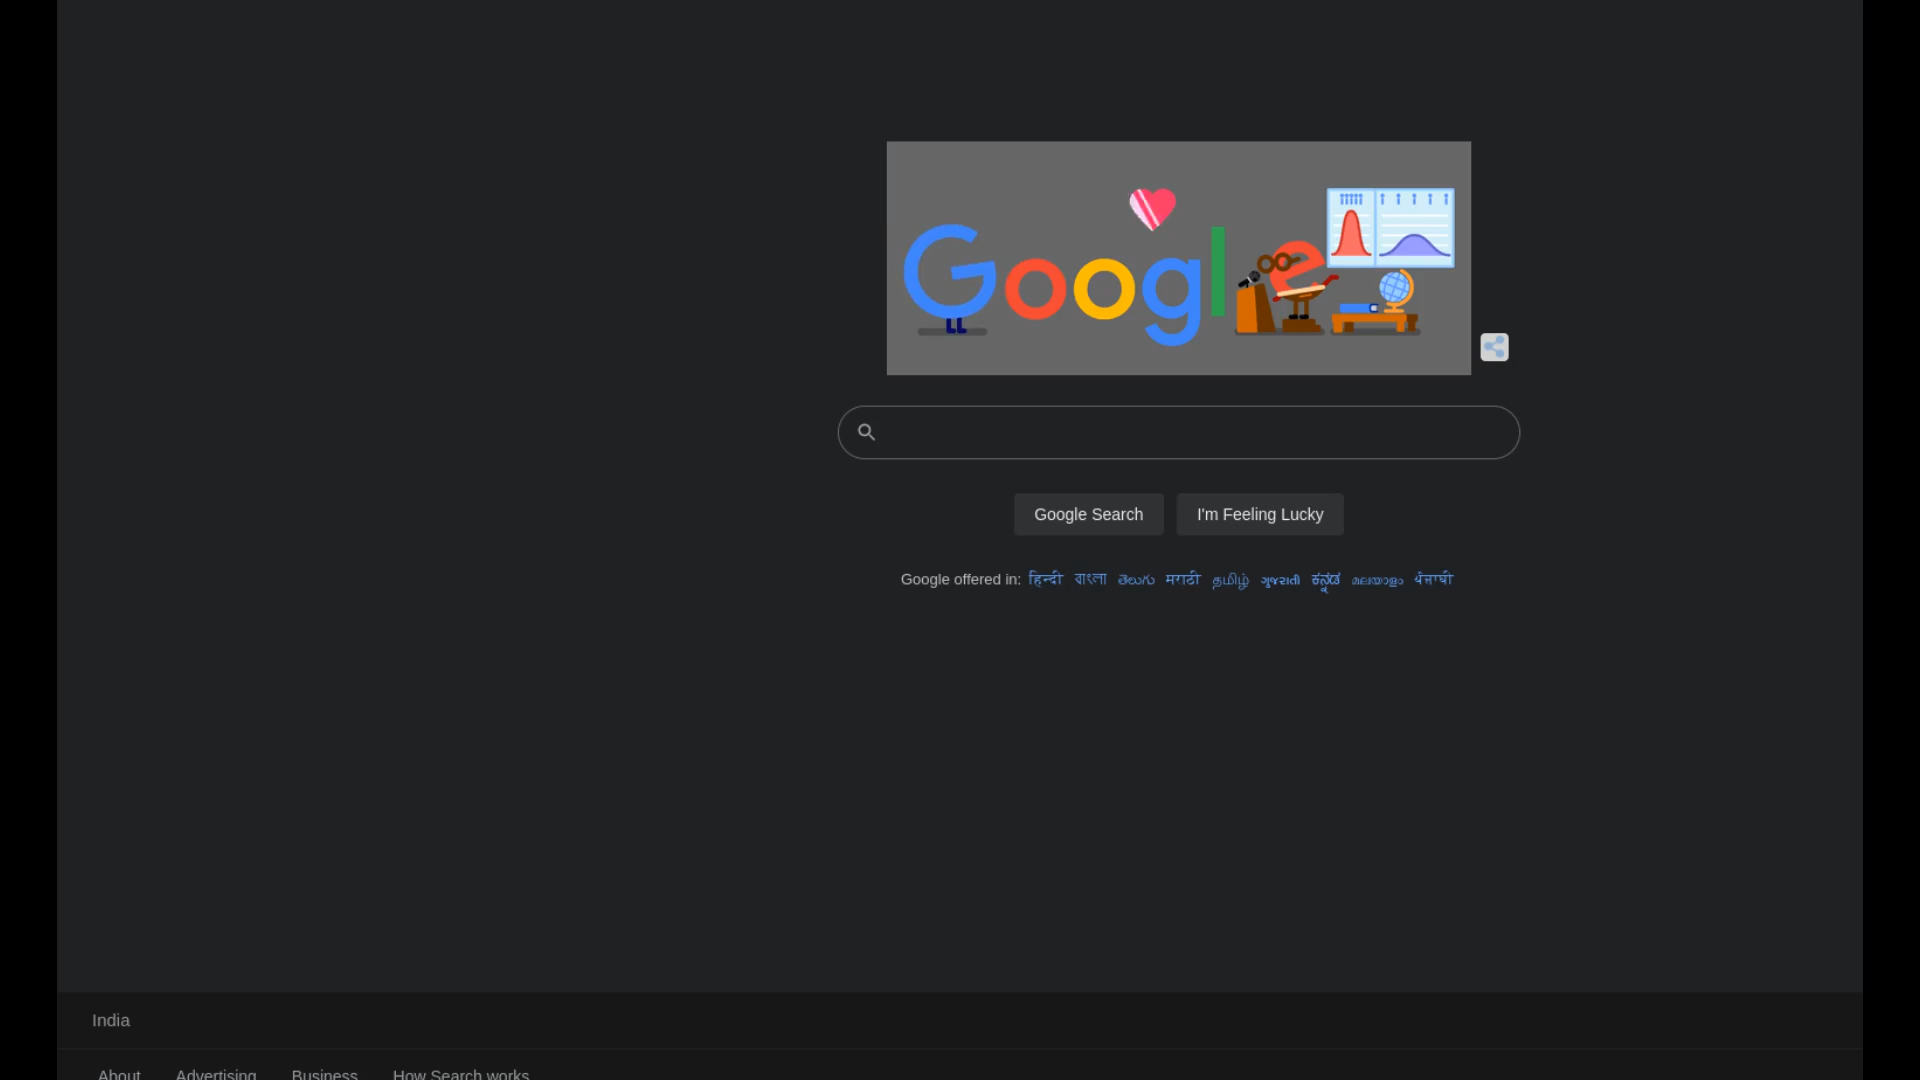 Google
Google Search I'm Feeling Lucky
Google offered in: हिन्दी বাংলা తెలుగు मराठी தமிழ் ગુજરાતી ಕನ್ನಡ മലയാളം ਪੰਜਾਬੀ
India
About Advertising Business How Search works